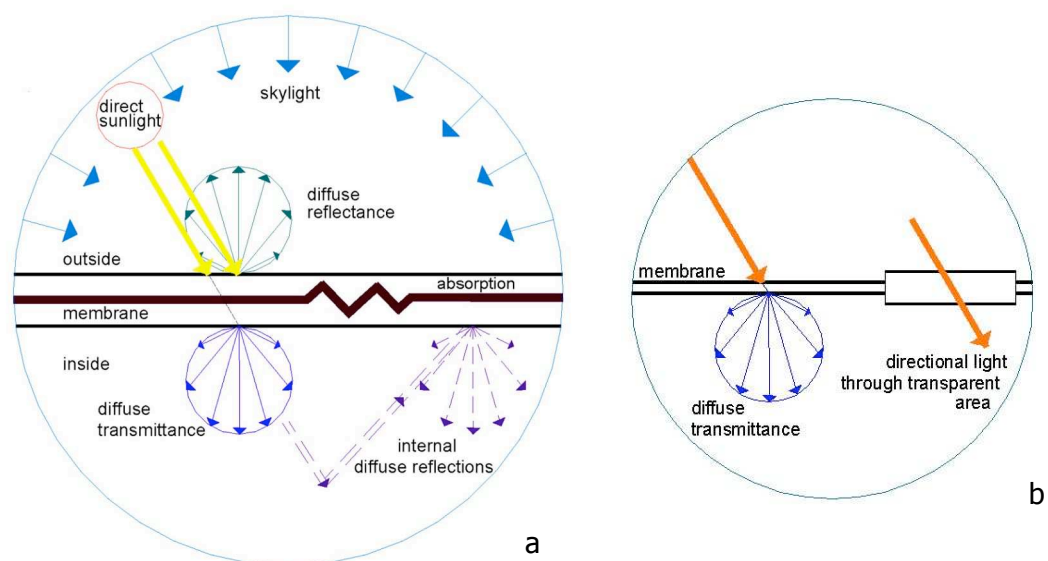 skylight
direct
sunlight
diffuse
reflectance
outside
absorption
membrane
inside
diffuse
transmittance
internal
diffuse reflections
a
membrane
directional light
through transparent
area
diffuse
transmittance
b